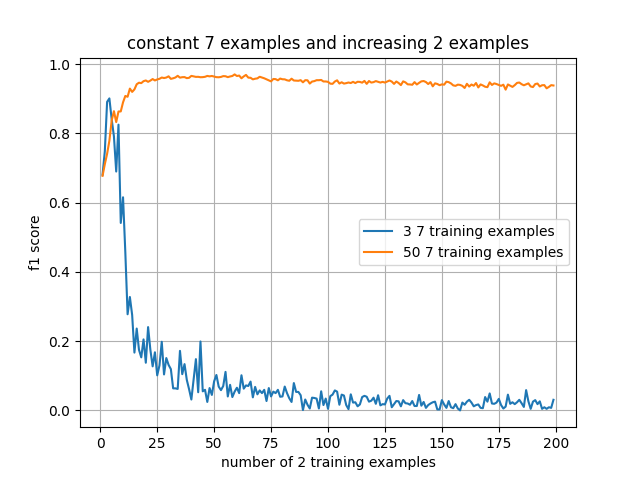 constant 7 examples and increasing 2 examples
1.0
0.8
0.6
0.4
0.2
0.0
f1 score
3 7 training examples
50 7 training examples
0 25 50 75 100 125 150 175 200
number of 2 training examples